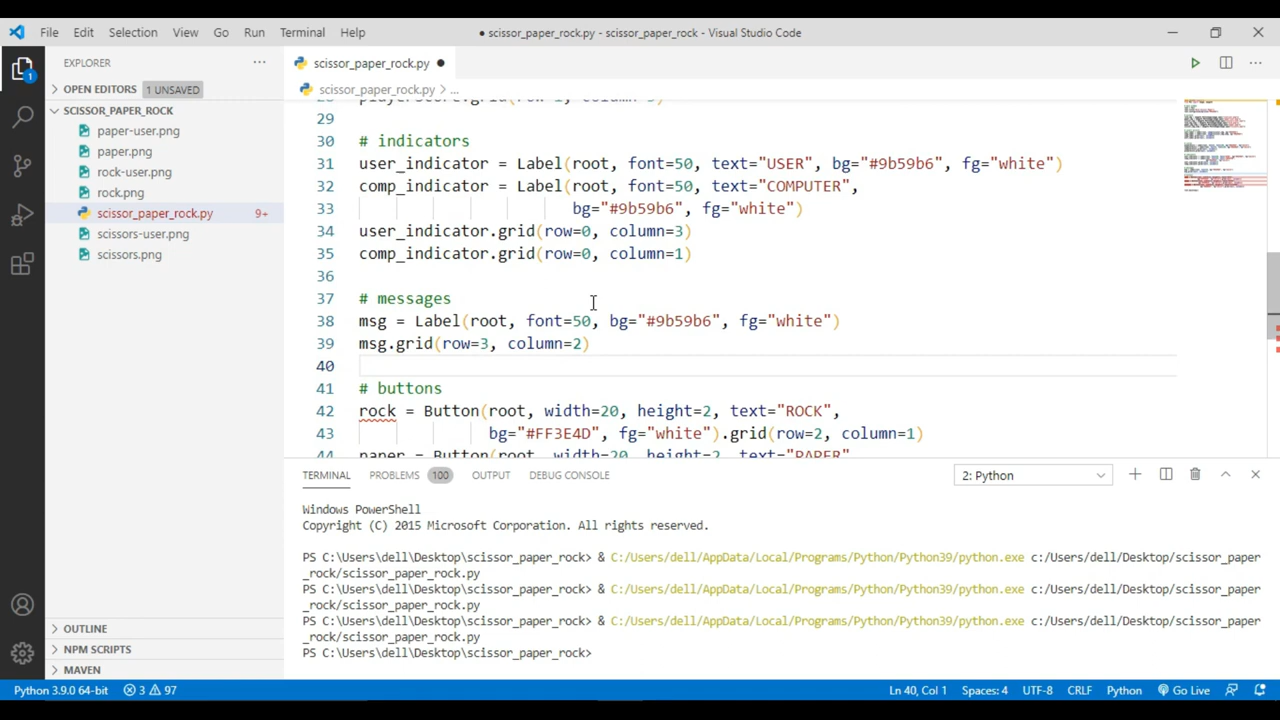 File Edit Selection View Go Run Terminal Help
● scissor_paper_rock.py - scissor_paper_rock - Visual Studio Code
EXPLORER
OPEN EDITORS 1 UNSAVED
SCISSOR_PAPER_ROCK
paper-user.png
paper.png
rock-user.png
rock.png
scissor_paper_rock.py 9+
scissors-user.png
scissors.png
OUTLINE
NPM SCRIPTS
MAVEN
1
scissor_paper_rock.py ●
scissor_paper_rock.py > ...
29
30 # indicators
31 user_indicator = Label(root, font=50, text="USER", bg="#9b59b6", fg="white")
32 comp_indicator = Label(root, font=50, text="COMPUTER",
33 bg="#9b59b6", fg="white")
34 user_indicator.grid(row=0, column=3)
35 comp_indicator.grid(row=0, column=1)
36
37 # messages
38 msg = Label(root, font=50, bg="#9b59b6", fg="white")
39 msg.grid(row=3, column=2)
40
41 # buttons
42 rock = Button(root, width=20, height=2, text="ROCK",
43 bg="#FF3E4D", fg="white").grid(row=2, column=1)
44 paper = Button(root, width=20, height=2, text="PAPER"
TERMINAL PROBLEMS 100 OUTPUT DEBUG CONSOLE 2: Python
Windows PowerShell
Copyright (C) 2015 Microsoft Corporation. All rights reserved.
PS C:\Users\dell\Desktop\scissor_paper_rock> & C:/Users/dell/AppData/Local/Programs/Python/Python39/python.exe c:/Users/dell/Desktop/scissor_paper
_rock/scissor_paper_rock.py
PS C:\Users\dell\Desktop\scissor_paper_rock> & C:/Users/dell/AppData/Local/Programs/Python/Python39/python.exe c:/Users/dell/Desktop/scissor_paper
_rock/scissor_paper_rock.py
PS C:\Users\dell\Desktop\scissor_paper_rock> & C:/Users/dell/AppData/Local/Programs/Python/Python39/python.exe c:/Users/dell/Desktop/scissor_paper
_rock/scissor_paper_rock.py
PS C:\Users\dell\Desktop\scissor_paper_rock>
Python 3.9.0 64-bit 3 97 Ln 40, Col 1 Spaces: 4 UTF-8 CRLF Python Go Live